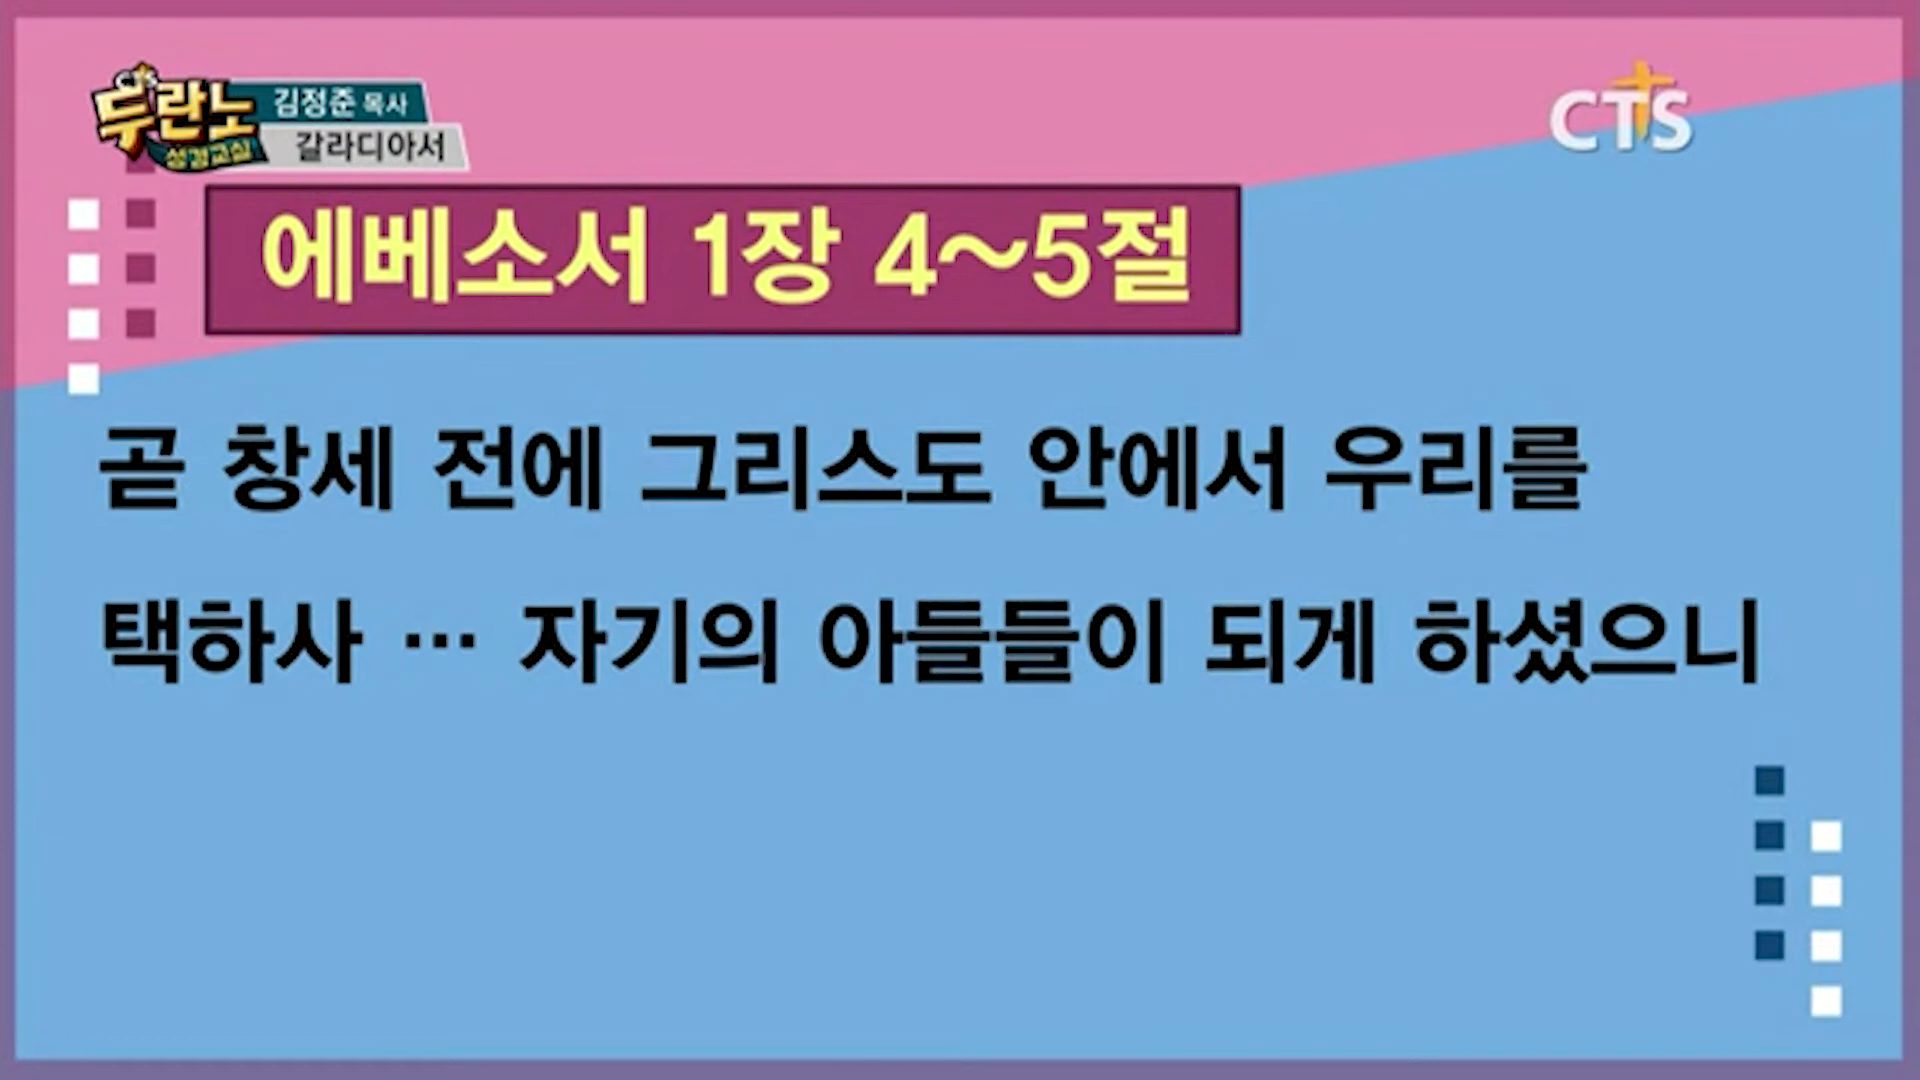 CTS
두란노
성경교실
김정준 목사
갈라디아서
CTS
에베소서 1장 4~5절
곧 창세 전에 그리스도 안에서 우리를
택하사 … 자기의 아들들이 되게 하셨으니